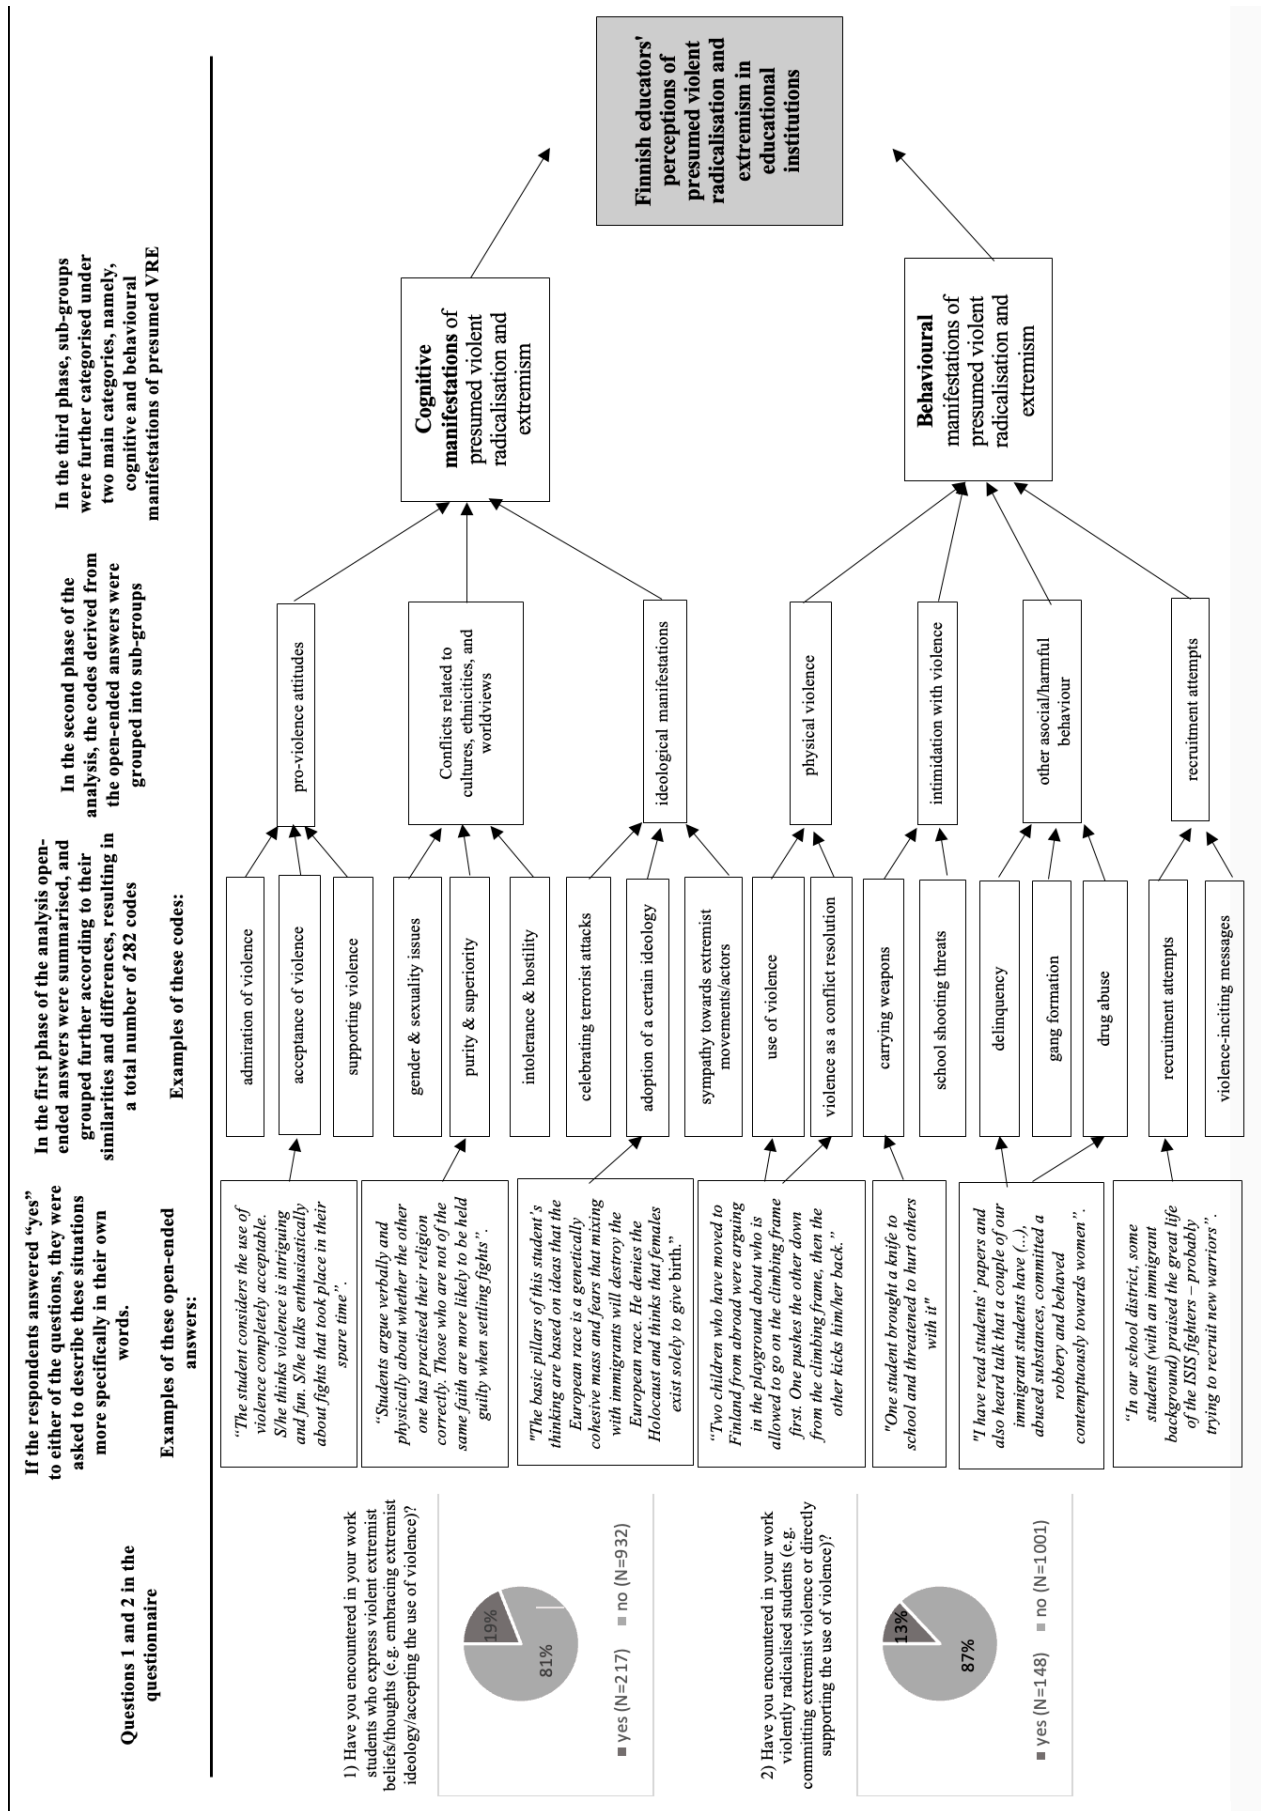 Questions 1 and 2 in the
questionnaire
1) Have you encountered in your work
students who express violent extremist
beliefs/thoughts (e.g. embracing extremist
ideology/accepting the use of violence)?
19%
81%
yes (N=217)
no (N=932)
2) Have you encountered in your work
violently radicalised students (e.g.
committing extremist violence or directly
supporting the use of violence)?
13%
87%
yes (N=148)
no (N=1001)
If the respondents answered “yes”
to either of the questions, they were
asked to describe these situations
more specifically in their own
words.
Examples of these open-ended
answers:
“The student considers the use of
violence completely acceptable.
S/he thinks violence is intriguing
and fun. S/he talks enthusiastically
about fights that took place in their
spare time”.
“Students argue verbally and
physically about whether the other
one has practised their religion
correctly. Those who are not of the
same faith are more likely to be held
guilty when settling fights”.
"The basic pillars of this student’s
thinking are based on ideas that the
European race is a genetically
cohesive mass and fears that mixing
with immigrants will destroy the
European race. He denies the
Holocaust and thinks that females
exist solely to give birth.”
“Two children who have moved to
Finland from abroad were arguing
in the playground about who is
allowed to go on the climbing frame
first. One pushes the other down
from the climbing frame, then the
other kicks him/her back.”
"One student brought a knife to
school and threatened to hurt others
with it"
"I have read students’ papers and
also heard talk that a couple of our
immigrant students have (...),
abused substances, committed a
robbery and behaved
contemptuously towards women”.
“In our school district, some
students (with an immigrant
background) praised the great life
of the ISIS fighters – probably
trying to recruit new warriors”.
In the first phase of the analysis open-
ended answers were summarised, and
grouped further according to their
similarities and differences, resulting in
a total number of 282 codes
Examples of these codes:
admiration of violence
acceptance of violence
supporting violence
gender & sexuality issues
purity & superiority
intolerance & hostility
celebrating terrorist attacks
adoption of a certain ideology
sympathy towards extremist
movements/actors
use of violence
violence as a conflict resolution
carrying weapons
school shooting threats
delinquency
gang formation
drug abuse
recruitment attempts
violence-inciting messages
In the second phase of the
analysis, the codes derived from
the open-ended answers were
grouped into sub-groups
pro-violence attitudes
Conflicts related to
cultures, ethnicities, and
worldviews
ideological manifestations
physical violence
intimidation with violence
other asocial/harmful
behaviour
recruitment attempts
In the third phase, sub-groups
were further categorised under
two main categories, namely,
cognitive and behavioural
manifestations of presumed VRE
Cognitive
manifestations of
presumed violent
radicalisation and
extremism
Behavioural
manifestations of
presumed violent
radicalisation and
extremism
Finnish educators'
perceptions of
presumed violent
radicalisation and
extremism in
educational
institutions